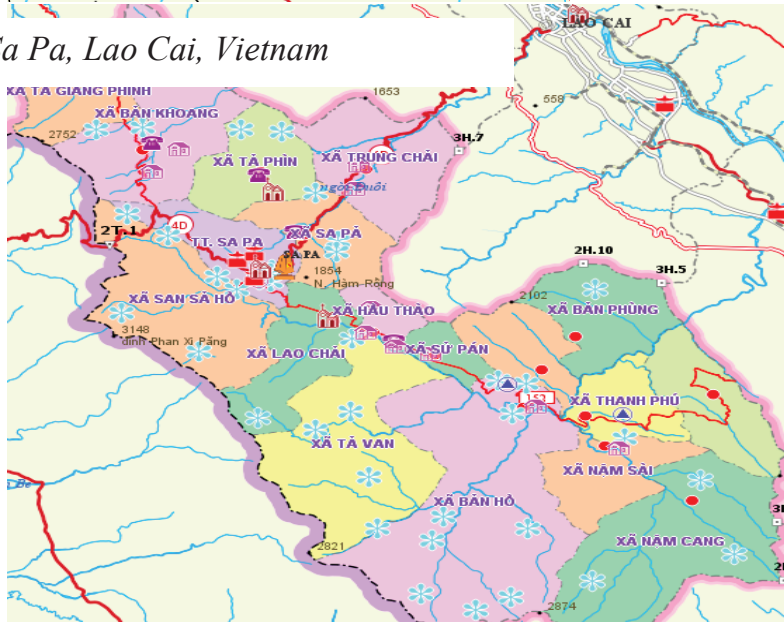 Sa Pa, Lao Cai, Vietnam
LAO CAI
XÃ TẢ GIÀNG PHÌNH
1653
558
XÃ BẢN KHOANG
2752
3H.7
XÃ TẢ PHÌN
XÃ TRUNG CHẢI
2T.1
4D
TT. SA PA
XÃ SA PẢ
SA PA
1854
N. Hàm Rồng
2H.10
3H.5
XÃ SAN SẢ HỒ
2102
XÃ BẢN PHÙNG
XÃ HẦU THÀO
3148
đỉnh Phan Xi Păng
XÃ LAO CHẢI
XÃ SỬ PÁN
152
XÃ THANH PHÚ
XÃ TẢ VAN
XÃ NẬM SÀI
XÃ BẢN HỒ
XÃ NẬM CANG
2821
2874